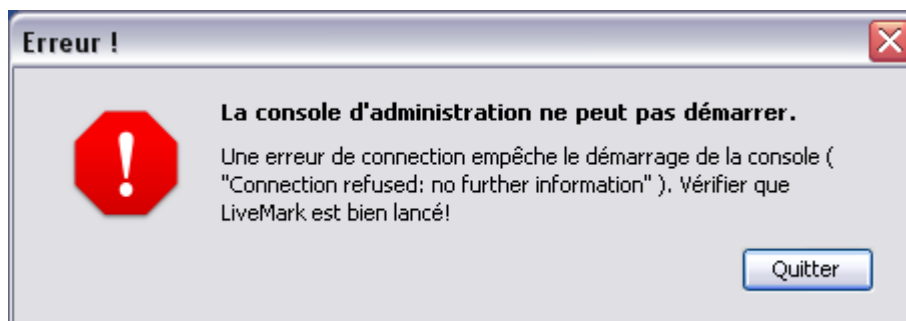 Erreur !
La console d'administration ne peut pas démarrer.
Une erreur de connection empêche le démarrage de la console (
"Connection refused: no further information" ). Vérifier que
LiveMark est bien lancé!
Quitter